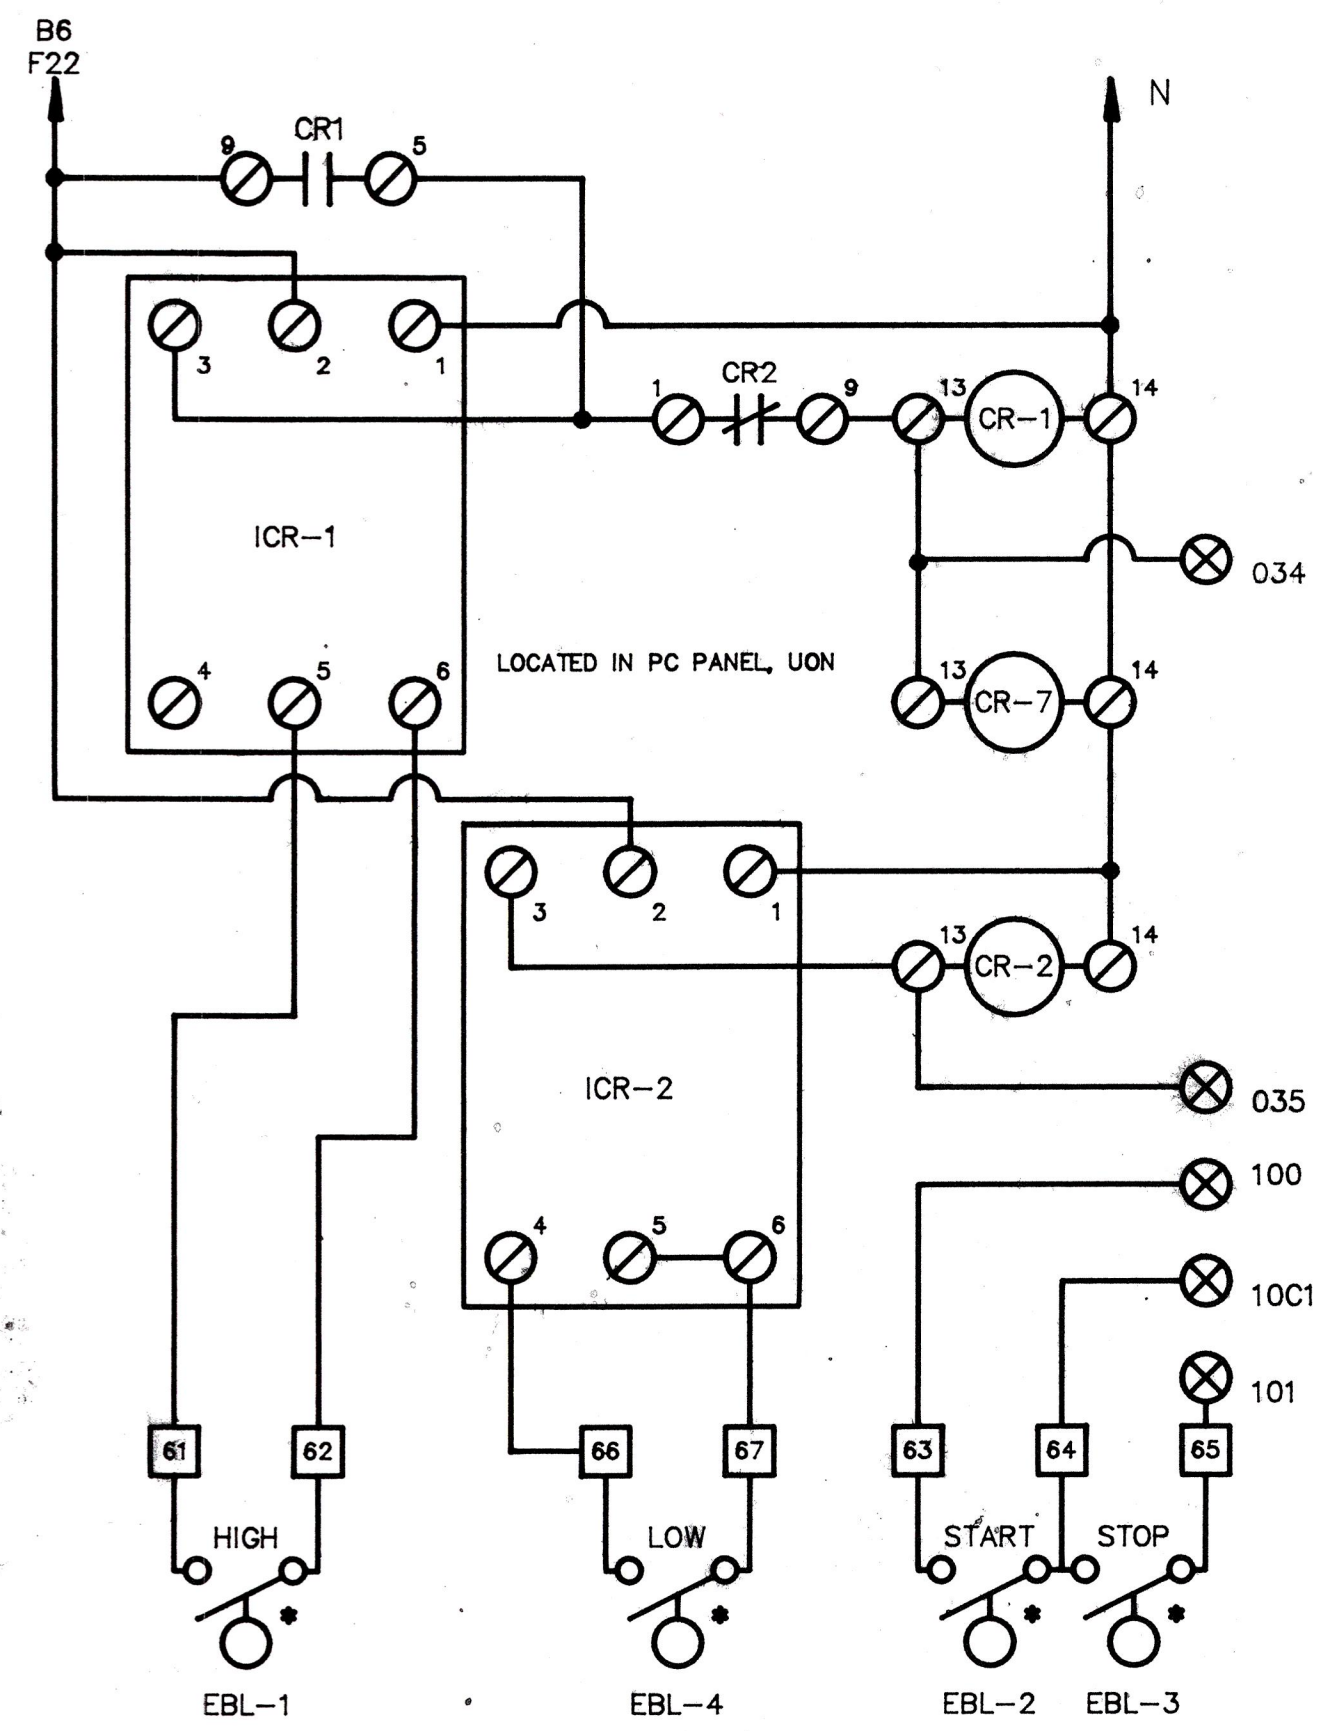 B6
F22
N
9 CR1 5
3 2 1
1 CR2 9 13 CR-1 14
ICR-1
034
LOCATED IN PC PANEL, UON
4 5 6
13 CR-7 14
3 2 1
13 CR-2 14
ICR-2
035
100
4 5 6
10C1
101
61 62 66 67 63 64 65
HIGH LOW START STOP
* * * *
EBL-1 EBL-4 EBL-2 EBL-3